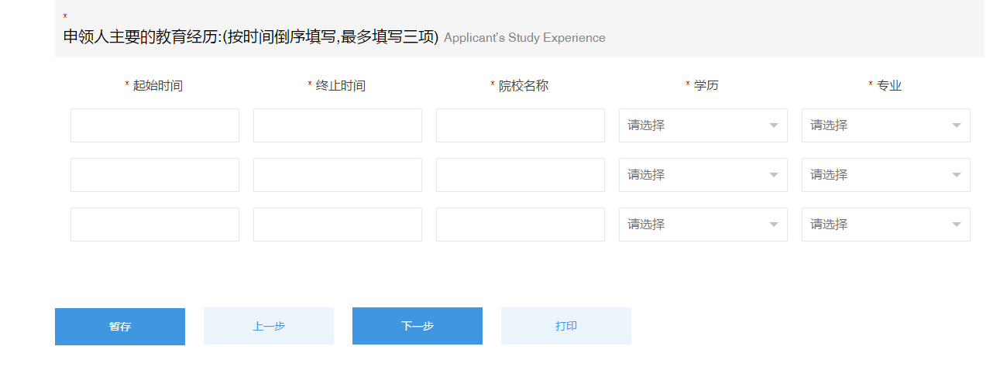 *
申领人主要的教育经历:(按时间倒序填写,最多填写三项) Applicant's Study Experience
* 起始时间 * 终止时间 * 院校名称 * 学历 * 专业
请选择 请选择
请选择 请选择
请选择 请选择
暂存 上一步 下一步 打印